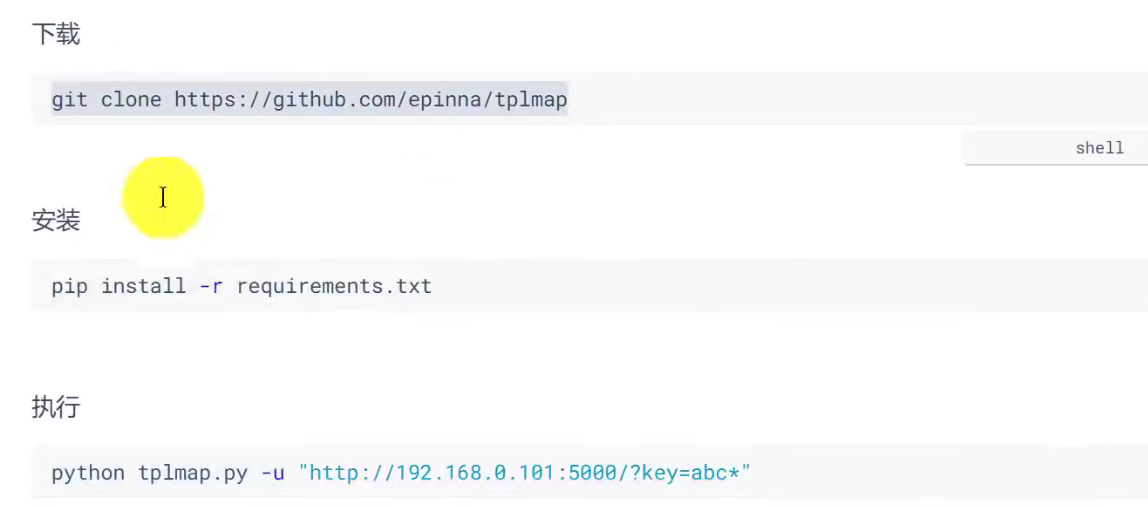 下载
git clone https://github.com/epinna/tplmap
shell
安装
pip install -r requirements.txt
执行
python tplmap.py -u "http://192.168.0.101:5000/?key=abc*"